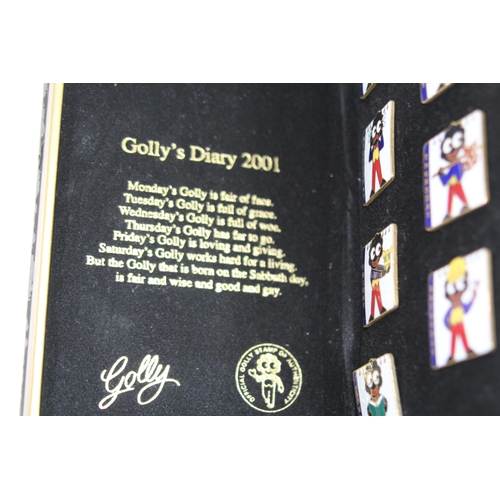 Golly's Diary 2001
Monday's Golly is fair of face.
Tuesday's Golly is full of grace.
Wednesday's Golly is full of woe.
Thursday's Golly has far to go.
Friday's Golly is loving and giving.
Saturday's Golly works hard for a living.
But the Golly that is born on the Sabbath day,
is fair and wise and good and gay.
Golly
OFFICIAL GOLLY STAMP OF AUTHENTICITY